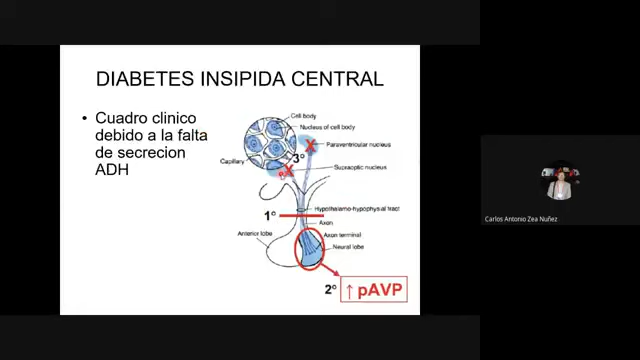 DIABETES INSIPIDA CENTRAL
• Cuadro clinico
debido a la falta
de secrecion
ADH
Cell body
Nucleus of cell body
Paraventricular nucleus
3°
Capillary
Supraoptic nucleus
Hypothalamo-hypophysial tract
1°
Axon
Anterior lobe
Axon terminal
Neural lobe
2°
↑ pAVP
Carlos Antonio Zea Nuñez